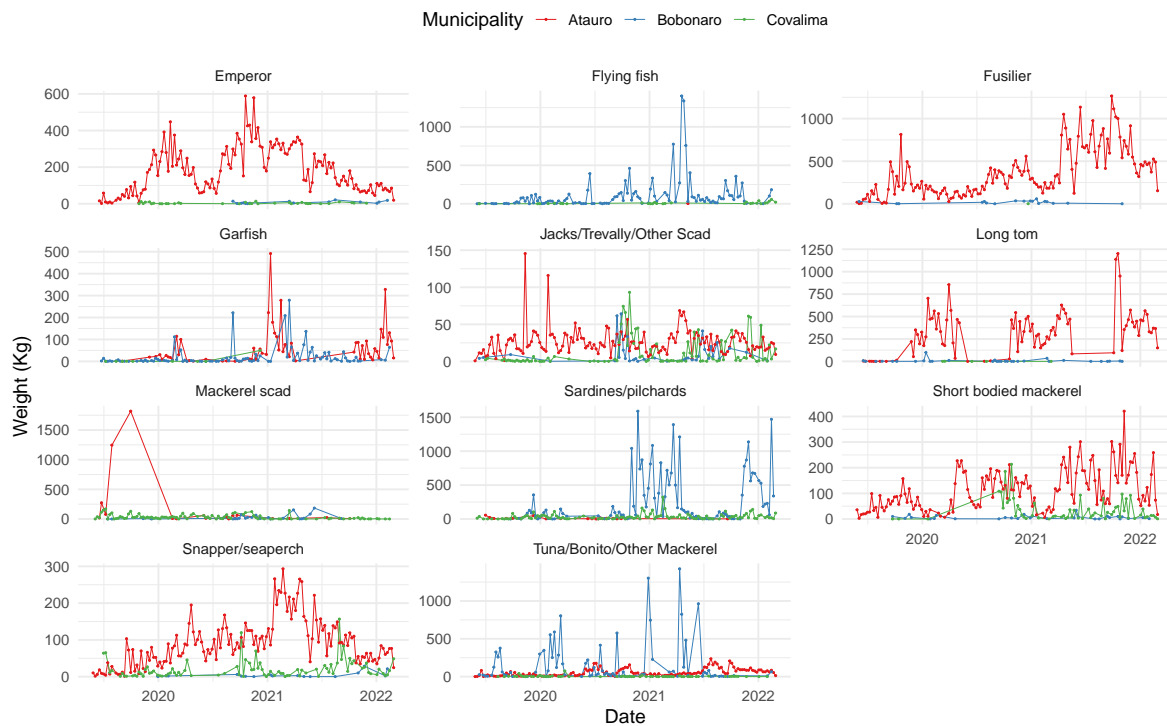 Municipality Atauro Bobonaro Covalima
Weight (Kg)
Emperor
600
400
200
0
Flying fish
1000
500
0
Fusilier
1000
500
0
Garfish
500
400
300
200
100
0
Jacks/Trevally/Other Scad
150
100
50
0
Long tom
1250
1000
750
500
250
0
Mackerel scad
1500
1000
500
0
Sardines/pilchards
1500
1000
500
0
Short bodied mackerel
400
300
200
100
0
2020 2021 2022
Snapper/seaperch
300
200
100
0
2020 2021 2022
Tuna/Bonito/Other Mackerel
1000
500
0
2020 2021 2022
Date